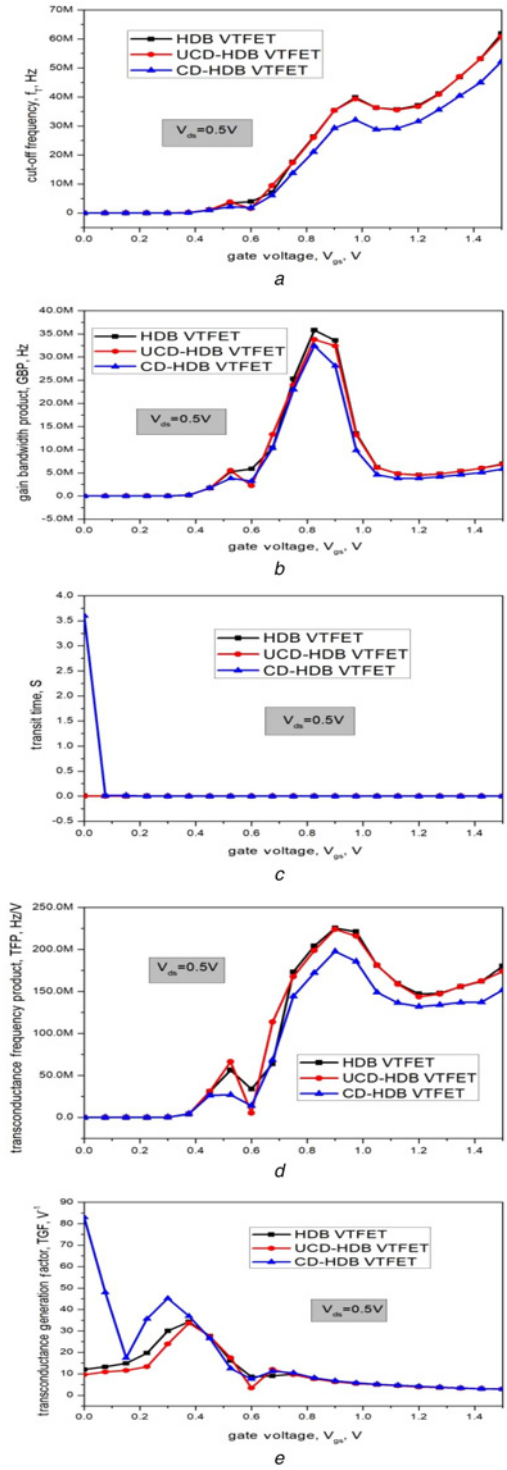 70M
60M
50M
40M
30M
20M
10M
0
cut-off frequency, fT, Hz
HDB VTFET
UCD-HDB VTFET
CD-HDB VTFET
Vds=0.5V
0.0 0.2 0.4 0.6 0.8 1.0 1.2 1.4
gate voltage, Vgs, V
a
40.0M
35.0M
30.0M
25.0M
20.0M
15.0M
10.0M
5.0M
0.0
-5.0M
gain bandwidth product, GBP, Hz
HDB VTFET
UCD-HDB VTFET
CD-HDB VTFET
Vds=0.5V
0.0 0.2 0.4 0.6 0.8 1.0 1.2 1.4
gate voltage, Vgs, V
b
4.0
3.5
3.0
2.5
2.0
1.5
1.0
0.5
0.0
-0.5
transit time, S
HDB VTFET
UCD-HDB VTFET
CD-HDB VTFET
Vds=0.5V
0.0 0.2 0.4 0.6 0.8 1.0 1.2 1.4
gate voltage, Vgs, V
c
250.0M
200.0M
150.0M
100.0M
50.0M
0.0
transconductance frequency product, TFP, Hz/V
Vds=0.5V
HDB VTFET
UCD-HDB VTFET
CD-HDB VTFET
0.0 0.2 0.4 0.6 0.8 1.0 1.2 1.4
gate voltage, Vgs, V
d
90
80
70
60
50
40
30
20
10
0
transconductance generation factor, TGF, V-1
HDB VTFET
UCD-HDB VTFET
CD-HDB VTFET
Vds=0.5V
0.0 0.2 0.4 0.6 0.8 1.0 1.2 1.4
gate voltage, Vgs, V
e